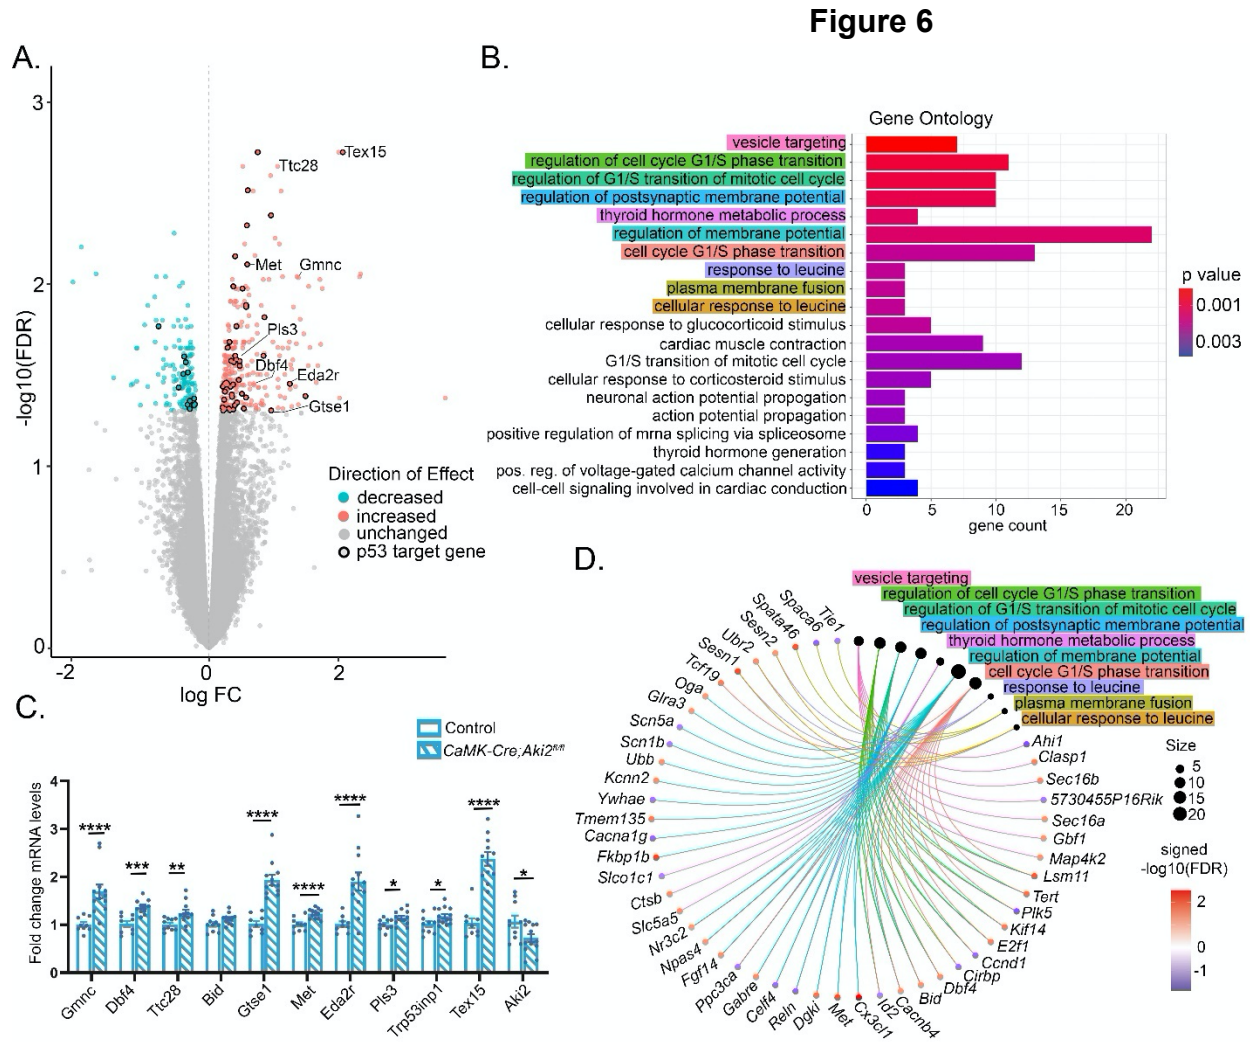 Figure 6
A.
3
2
1
0
-log10(FDR)
-2
0
2
log FC
Tex15
Ttc28
Met
Gmnc
Pls3
Dbf4
Eda2r
Gtse1
Direction of Effect
decreased
increased
unchanged
p53 target gene
B.
Gene Ontology
vesicle targeting
regulation of cell cycle G1/S phase transition
regulation of G1/S transition of mitotic cell cycle
regulation of postsynaptic membrane potential
thyroid hormone metabolic process
regulation of membrane potential
cell cycle G1/S phase transition
response to leucine
plasma membrane fusion
cellular response to leucine
cellular response to glucocorticoid stimulus
cardiac muscle contraction
G1/S transition of mitotic cell cycle
cellular response to corticosteroid stimulus
neuronal action potential propogation
action potential propagation
positive regulation of mrna splicing via spliceosome
thyroid hormone generation
pos. reg. of voltage-gated calcium channel activity
cell-cell signaling involved in cardiac conduction
0
5
10
15
20
gene count
p value
0.001
0.003
C.
Control
CaMK-Cre;Aki2fl/fl
Fold change mRNA levels
4
3
2
1
0
****
***
**
****
****
****
*
*
****
*
Gmnc
Dbf4
Ttc28
Bid
Gtse1
Met
Eda2r
Pls3
Trp53inp1
Tex15
Aki2
D.
vesicle targeting
regulation of cell cycle G1/S phase transition
regulation of G1/S transition of mitotic cell cycle
regulation of postsynaptic membrane potential
thyroid hormone metabolic process
regulation of membrane potential
cell cycle G1/S phase transition
response to leucine
plasma membrane fusion
cellular response to leucine
Ahi1
Clasp1
Sec16b
5730455P16Rik
Sec16a
Gbf1
Map4k2
Lsm11
Tert
Plk5
Kif14
E2f1
Ccnd1
Cirbp
Dbf4
Bid
Cacnb4
Id2
Cx3cl1
Met
Dgki
Reln
Celf4
Gabre
Ppc3ca
Fgf14
Npas4
Nr3c2
Slc5a5
Ctsb
Slco1c1
Fkbp1b
Cacna1g
Tmem135
Ywhae
Kcnn2
Ubb
Scn1b
Scn5a
Glra3
Oga
Tcf19
Sesn1
Ubr2
Sesn2
Spata46
Spaca6
Tie1
Size
5
10
15
20
signed
-log10(FDR)
2
0
-1